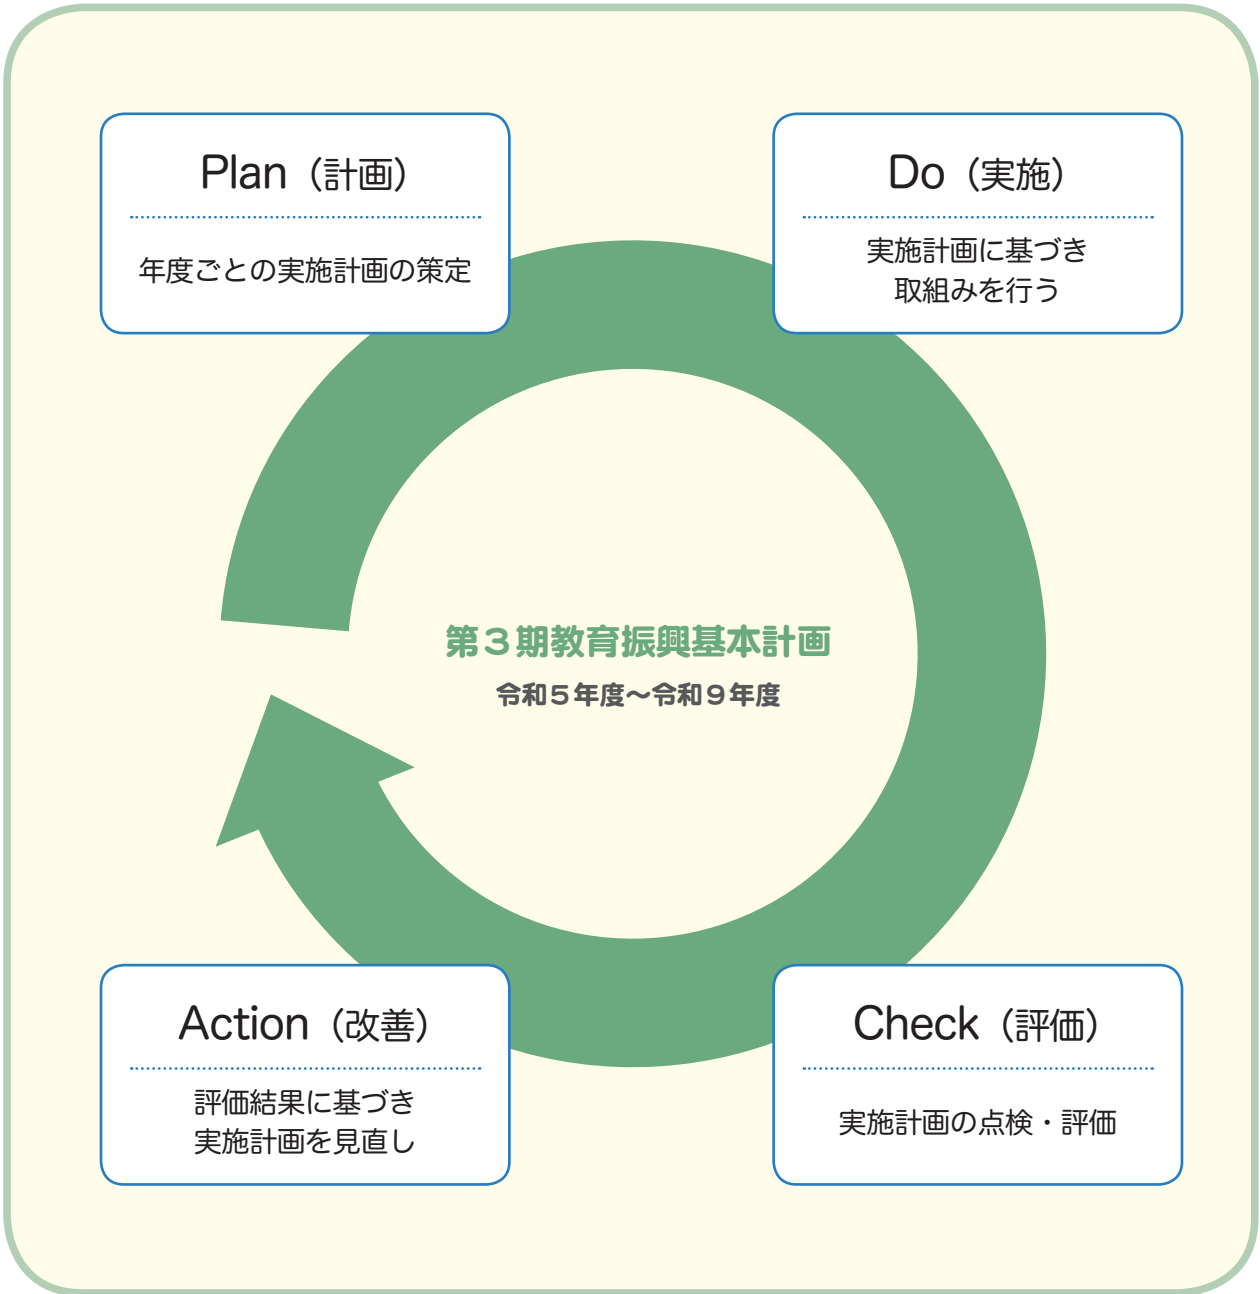 Plan（計画）
年度ごとの実施計画の策定
Do（実施）
実施計画に基づき
取組みを行う
第３期教育振興基本計画
令和５年度～令和９年度
Action（改善）
評価結果に基づき
実施計画を見直し
Check（評価）
実施計画の点検・評価